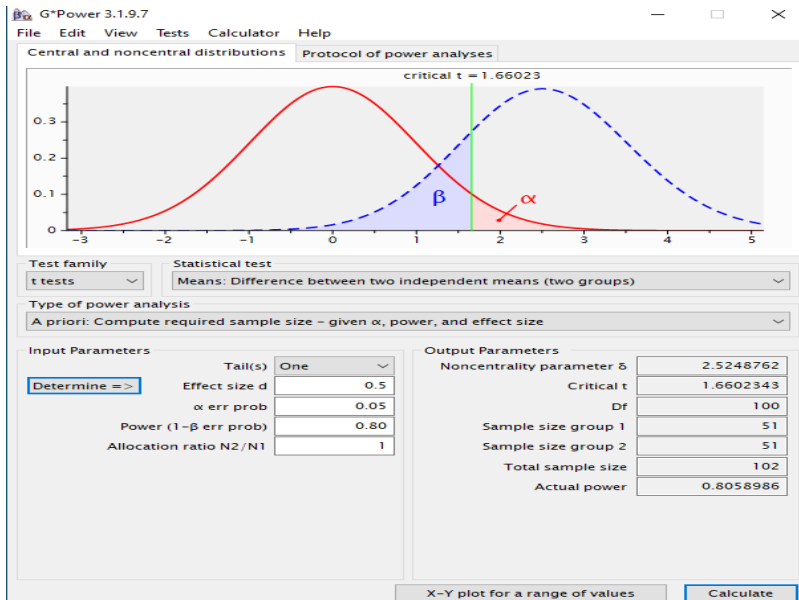 G*Power 3.1.9.7
File Edit View Tests Calculator Help
Central and noncentral distributions Protocol of power analyses
critical t = 1.66023
0.3
0.2
0.1
0
β
α
-3 -2 -1 0 1 2 3 4 5
Test family Statistical test
t tests Means: Difference between two independent means (two groups)
Type of power analysis
A priori: Compute required sample size – given α, power, and effect size
Input Parameters Output Parameters
Tail(s) One Noncentrality parameter δ 2.5248762
Determine => Effect size d 0.5 Critical t 1.6602343
α err prob 0.05 Df 100
Power (1-β err prob) 0.80 Sample size group 1 51
Allocation ratio N2/N1 1 Sample size group 2 51
Total sample size 102
Actual power 0.8058986
X-Y plot for a range of values Calculate